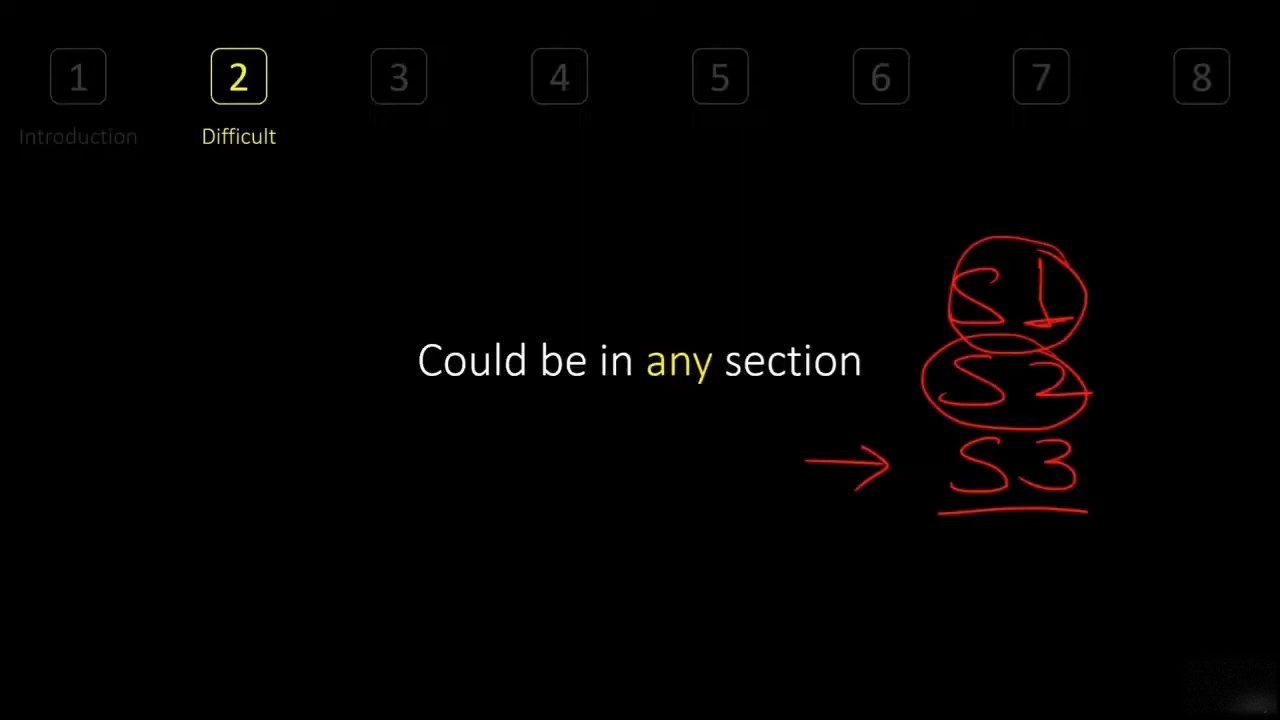 1 2 3 4 5 6 7 8
Introduction Difficult
S1
Could be in any section
S2
→ S3